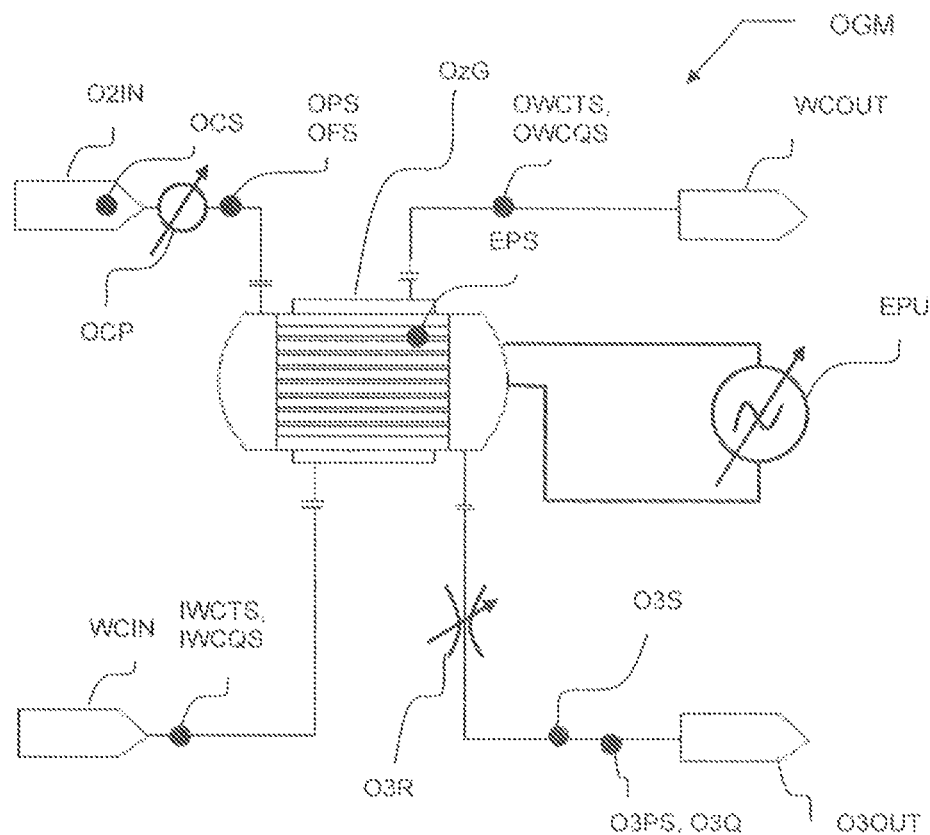 OGM
OzG
O2IN
OCS
OPS
OFS
OWCTS,
OWCQS
WCOUT
EPS
OCP
EPU
WCIN
IWCTS,
IWCQS
O3S
O3R
O3PS, O3Q
O3OUT